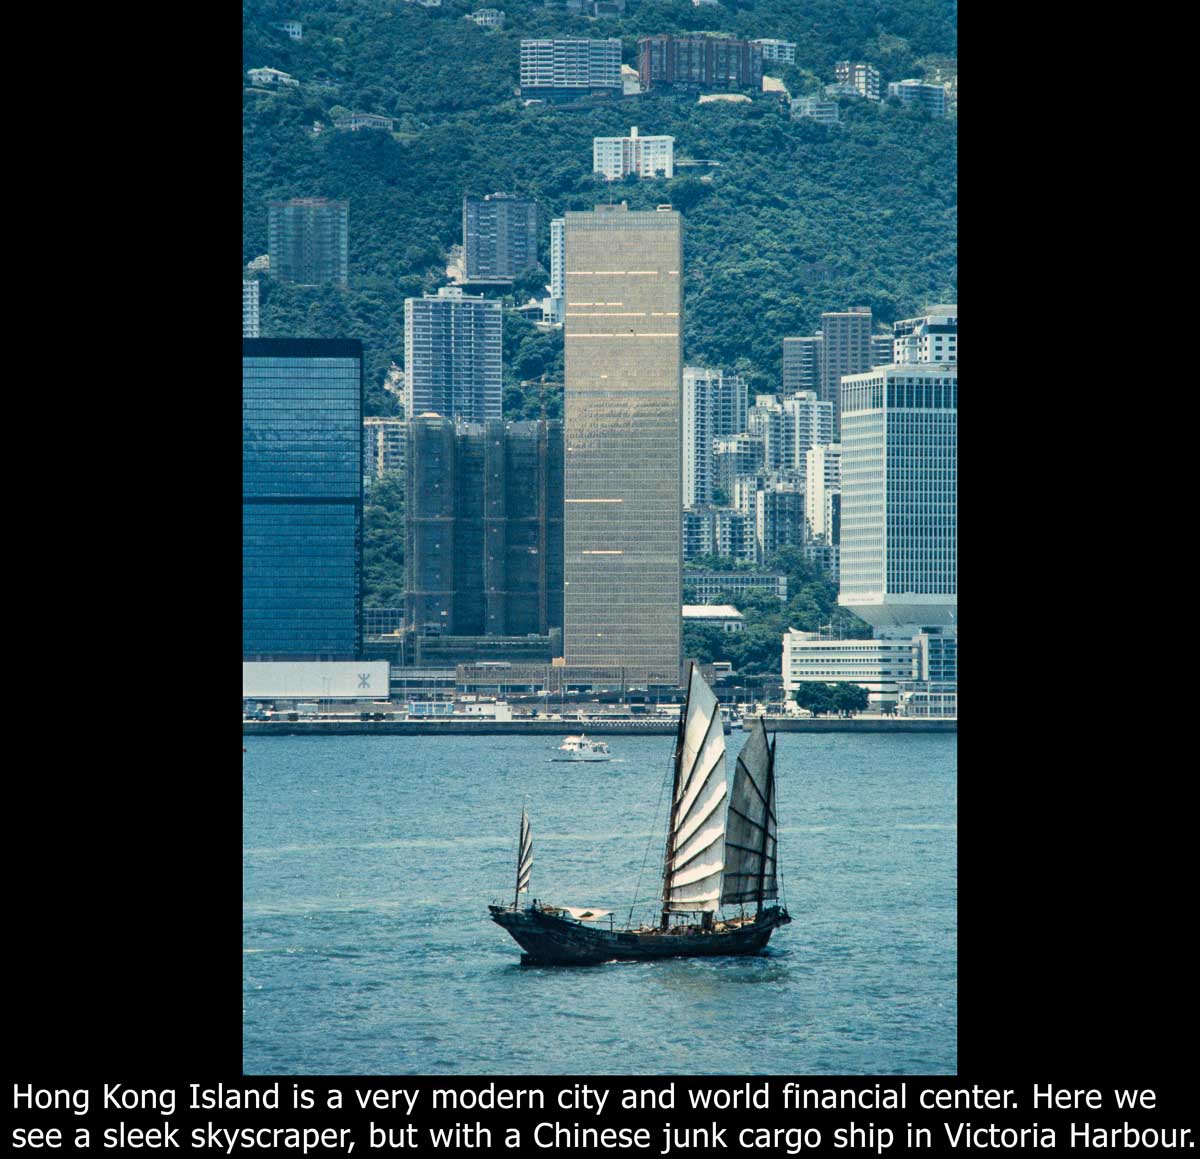 Hong Kong Island is a very modern city and world financial center. Here we
see a sleek skyscraper, but with a Chinese junk cargo ship in Victoria Harbour.